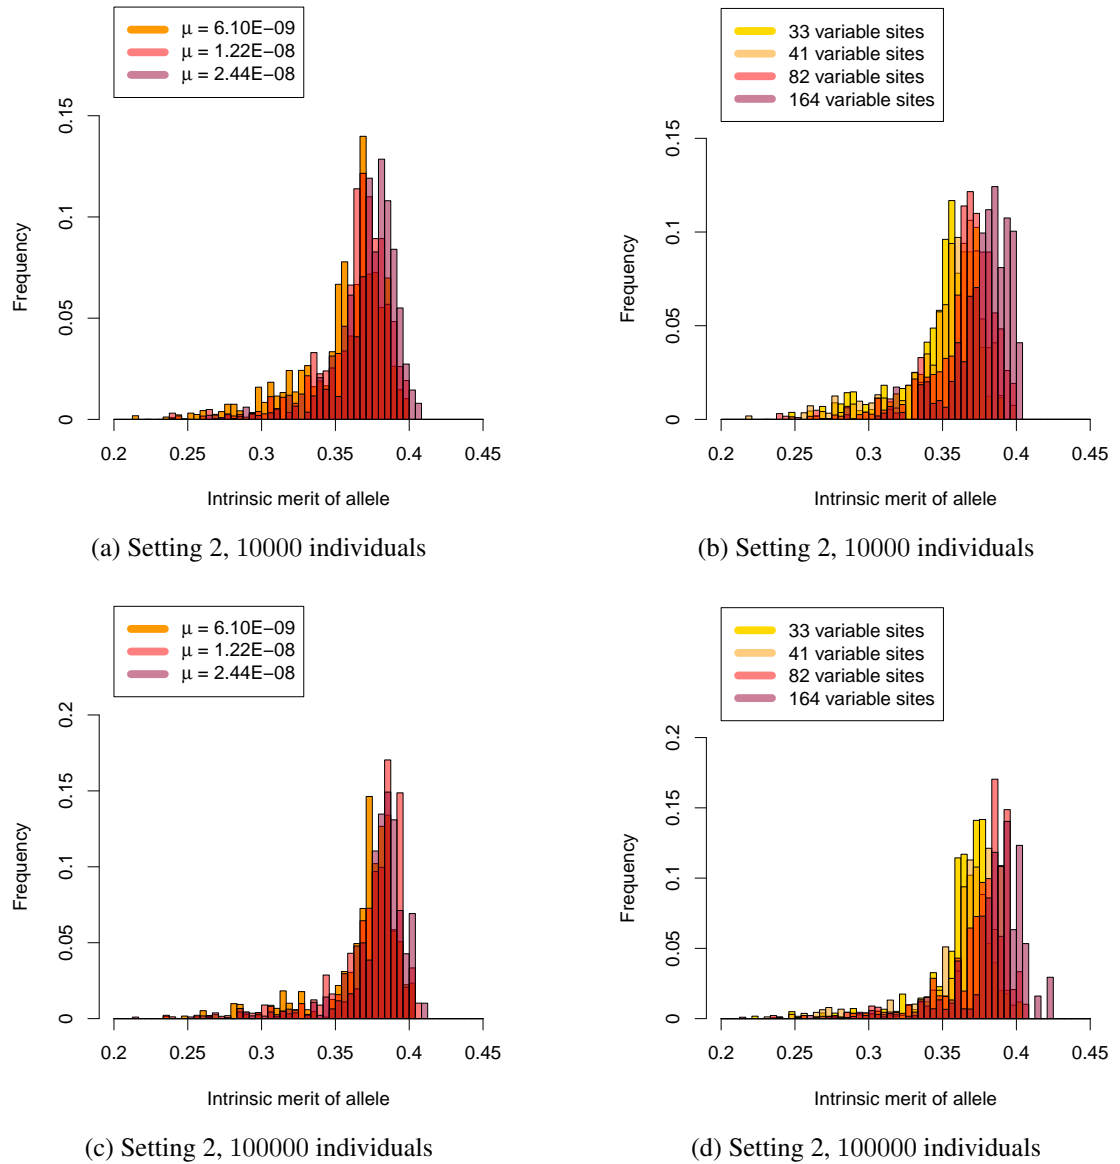 μ = 6.10E−09
μ = 1.22E−08
μ = 2.44E−08
0.15
0.1
0.05
0
Frequency
0.2 0.25 0.3 0.35 0.4 0.45
Intrinsic merit of allele
(a) Setting 2, 10000 individuals
33 variable sites
41 variable sites
82 variable sites
164 variable sites
0.15
0.1
0.05
0
Frequency
0.2 0.25 0.3 0.35 0.4 0.45
Intrinsic merit of allele
(b) Setting 2, 10000 individuals
μ = 6.10E−09
μ = 1.22E−08
μ = 2.44E−08
0.2
0.15
0.1
0.05
0
Frequency
0.2 0.25 0.3 0.35 0.4 0.45
Intrinsic merit of allele
(c) Setting 2, 100000 individuals
33 variable sites
41 variable sites
82 variable sites
164 variable sites
0.2
0.15
0.1
0.05
0
Frequency
0.2 0.25 0.3 0.35 0.4 0.45
Intrinsic merit of allele
(d) Setting 2, 100000 individuals